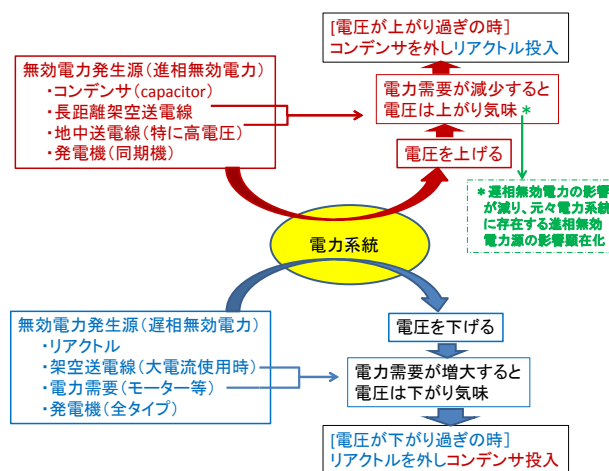 [電圧が上がり過ぎの時]
コンデンサを外しリアクトル投入
無効電力発生源（進相無効電力）
・コンデンサ（capacitor）
・長距離架空送電線
・地中送電線（特に高電圧）
・発電機（同期機）
電力需要が減少すると
電圧は上がり気味 *
電圧を上げる
*遅相無効電力の影響
が減り、元々電力系統
に存在する進相無効
電力源の影響顕在化
電力系統
無効電力発生源（遅相無効電力）
・リアクトル
・架空送電線（大電流使用時）
・電力需要（モーター等）
・発電機（全タイプ）
電圧を下げる
電力需要が増大すると
電圧は下がり気味
[電圧が下がり過ぎの時]
リアクトルを外しコンデンサ投入